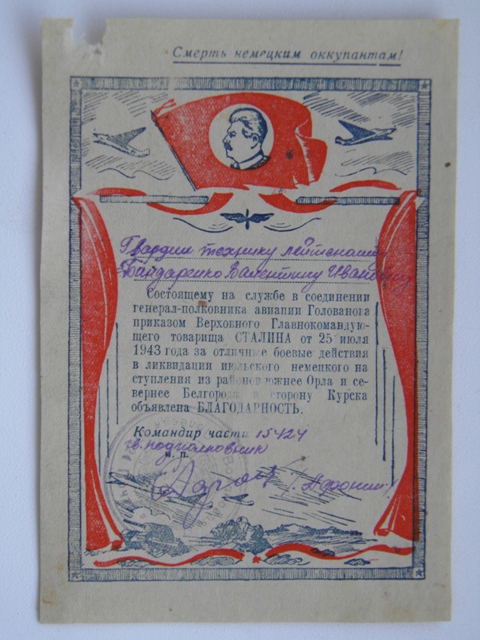 Смерть немецким оккупантам!
Гвардии технику лейтенанту
Бондаренко Валентину Ивановичу
Состоящему на службе в соединении
генерал-полковника авиации Голованова
приказом Верховного Главнокомандую-
щего товарища СТАЛИНА от 25 июля
1943 года за отличные боевые действия
в ликвидации июльского немецкого на
ступления из районов южнее Орла и се-
вернее Белгорода в сторону Курска
объявлена БЛАГОДАРНОСТЬ.
Командир части 15424
гв. подполковник
м. п.